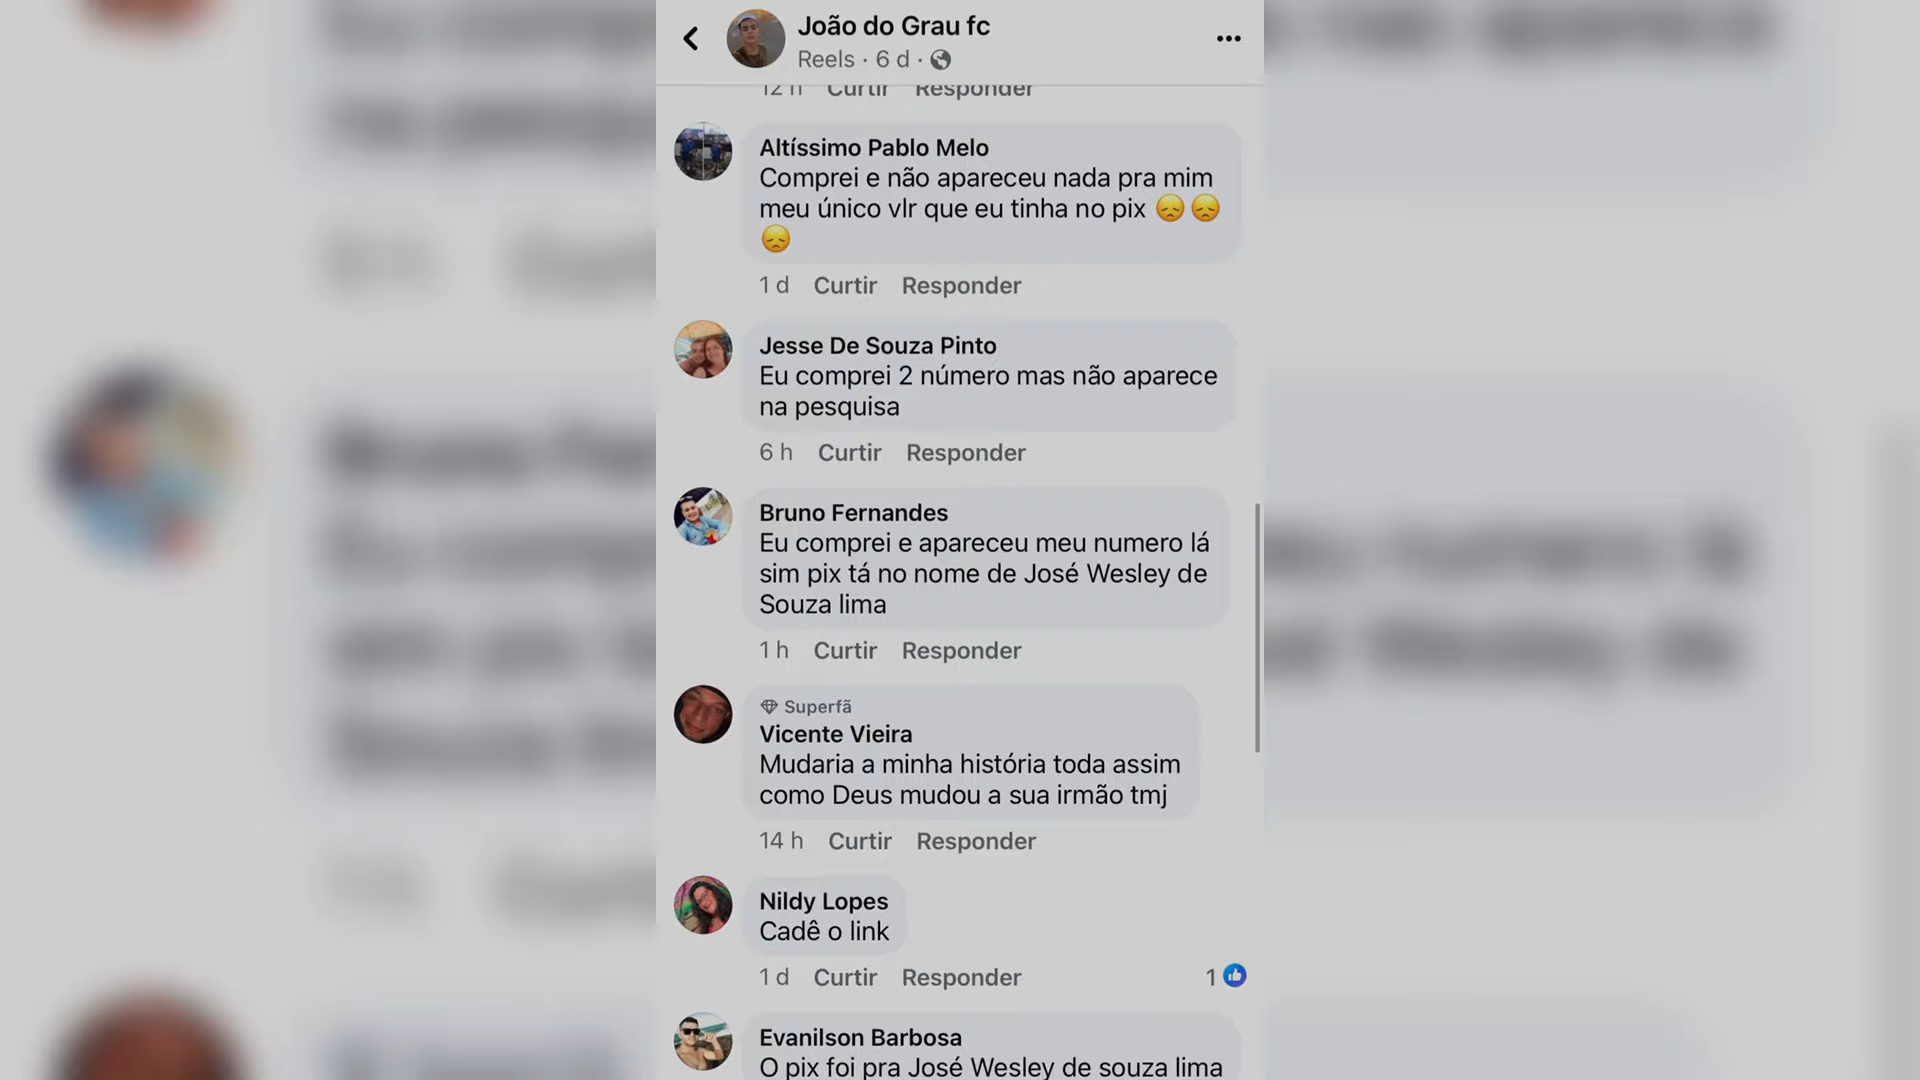 João do Grau fc
Reels · 6 d ·
12 h Curtir Responder
Altíssimo Pablo Melo
Comprei e não apareceu nada pra mim
meu único vlr que eu tinha no pix 😞😞
😞
1 d Curtir Responder
Jesse De Souza Pinto
Eu comprei 2 número mas não aparece
na pesquisa
6 h Curtir Responder
Bruno Fernandes
Eu comprei e apareceu meu numero lá
sim pix tá no nome de José Wesley de
Souza lima
1 h Curtir Responder
Superfã
Vicente Vieira
Mudaria a minha história toda assim
como Deus mudou a sua irmão tmj
14 h Curtir Responder
Nildy Lopes
Cadê o link
1 d Curtir Responder 1
Evanilson Barbosa
O pix foi pra José Wesley de souza lima